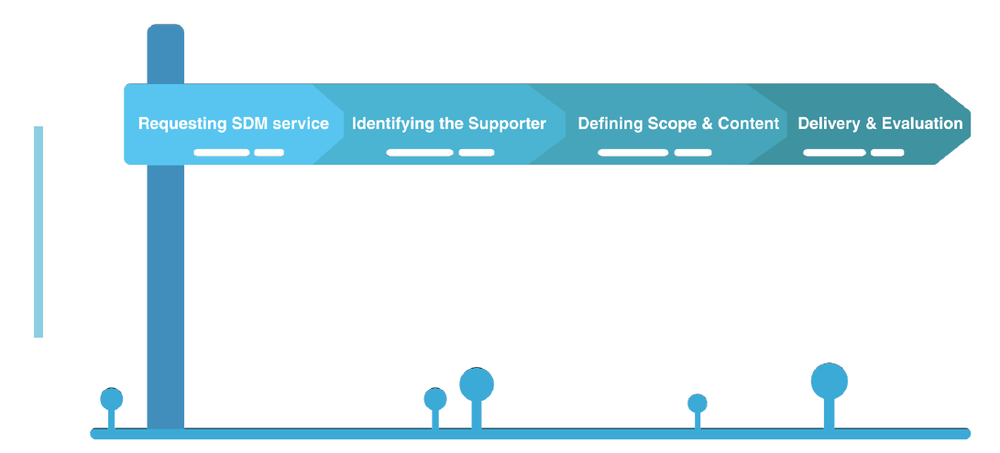 Requesting SDM service
Identifying the Supporter
Defining Scope & Content
Delivery & Evaluation